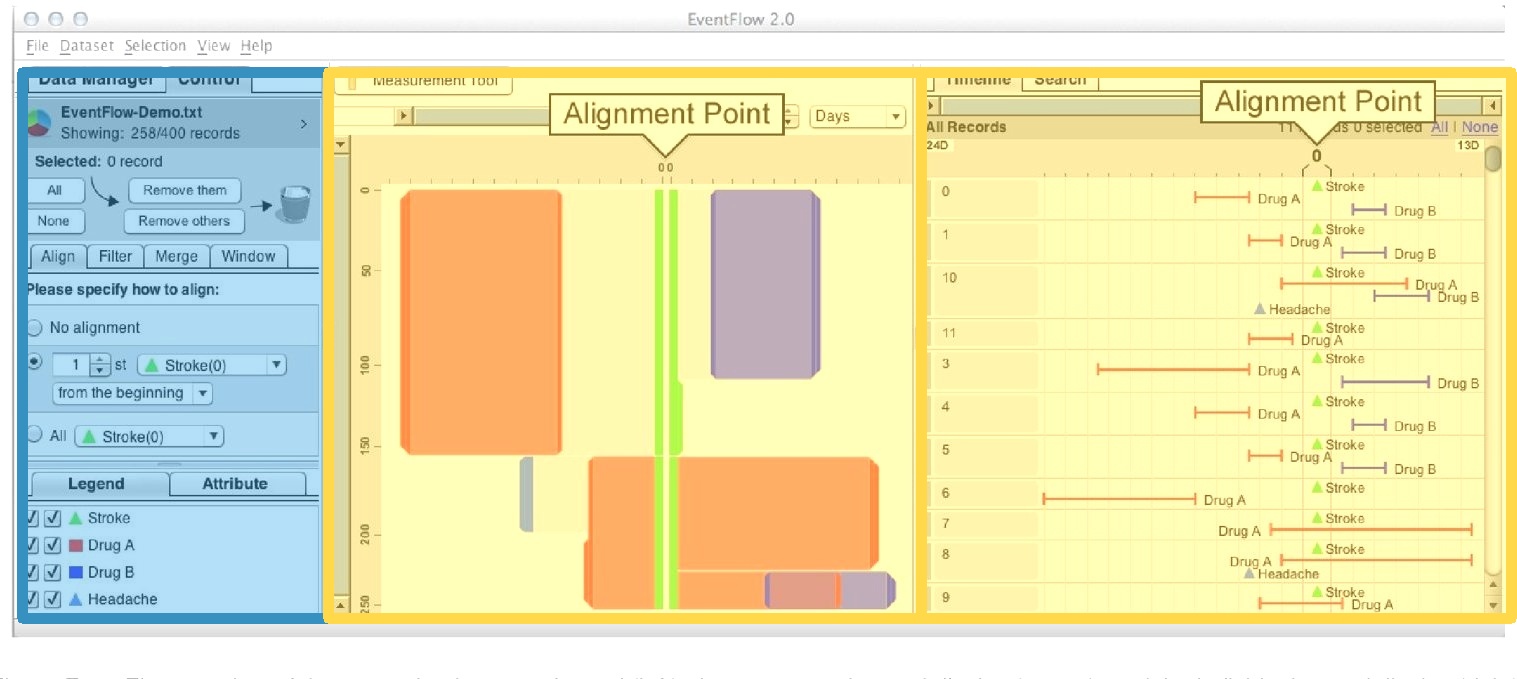 EventFlow 2.0
File Dataset Selection View Help
Data Manager Control
EventFlow-Demo.txt
Showing: 258/400 records
Selected: 0 record
All
Remove them
None
Remove others
Align Filter Merge Window
Please specify how to align:
No alignment
1 st Stroke(0)
from the beginning
All Stroke(0)
Legend Attribute
Stroke
Drug A
Drug B
Headache
Measurement Tool
Alignment Point
Days
0 0
0
50
100
150
200
250
Timeline Search
Alignment Point
All Records
0 selected All | None
24D
0
13D
0
Stroke
Drug A
Drug B
1
Stroke
Drug A
Drug B
10
Stroke
Drug A
Drug B
Headache
11
Stroke
Drug A
3
Stroke
Drug A
Drug B
4
Stroke
Drug A
Drug B
5
Stroke
Drug A
Drug B
6
Stroke
Drug A
7
Stroke
Drug A
8
Stroke
Drug A
Headache
9
Stroke
Drug A